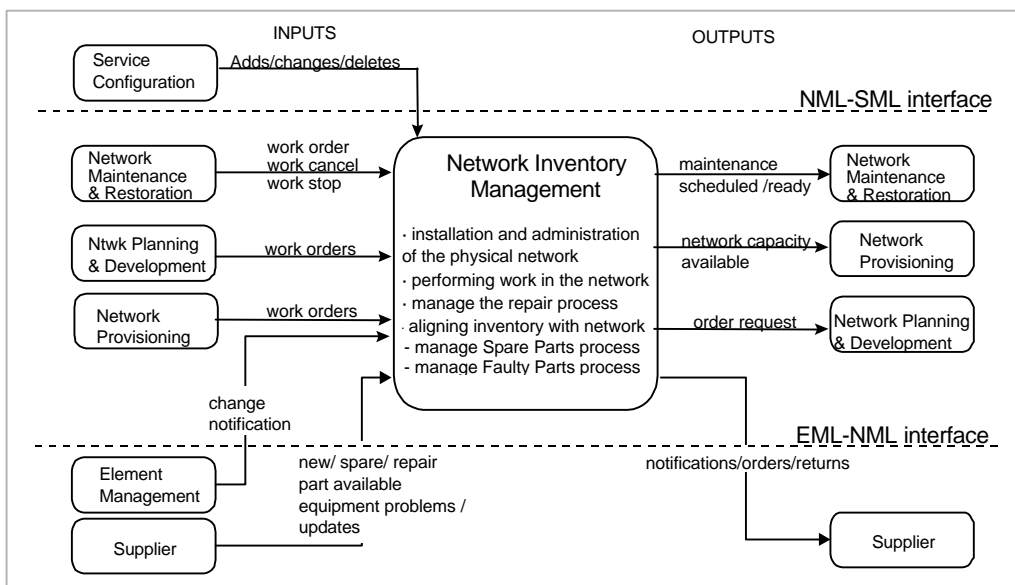 INPUTS
OUTPUTS
Service
Configuration
Adds/changes/deletes
NML-SML interface
Network
Maintenance
& Restoration
work order
work cancel
work stop
Network Inventory
Management
maintenance
scheduled /ready
Network
Maintenance
& Restoration
Ntwk Planning
& Development
work orders
· installation and administration
of the physical network
· performing work in the network
· manage the repair process
· aligning inventory with network
- manage Spare Parts process
- manage Faulty Parts process
network capacity
available
Network
Provisioning
Network
Provisioning
work orders
order request
Network Planning
& Development
change
notification
EML-NML interface
Element
Management
new/ spare/ repair
part available
equipment problems /
updates
notifications/orders/returns
Supplier
Supplier